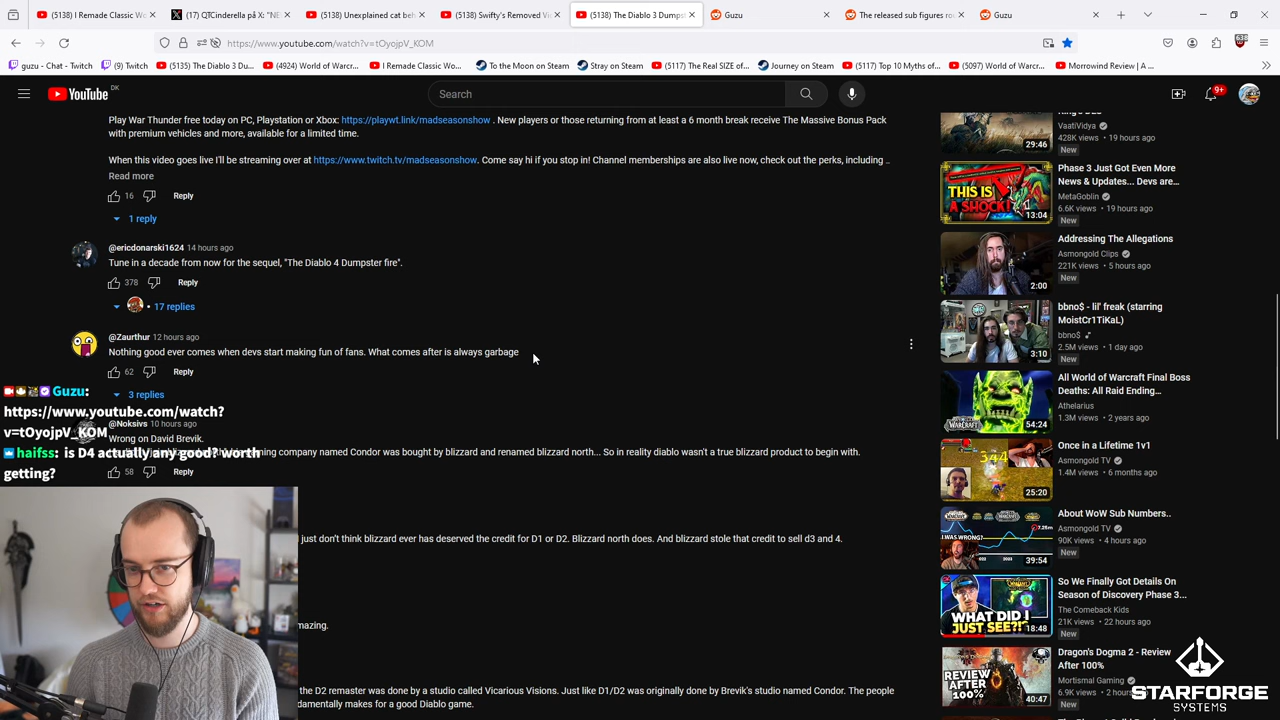 (5138) I Remade Classic Wo
(17) QTCinderella på X: "NE
(5138) Unexplained cat beh
(5138) Swifty's Removed Vi
(5138) The Diablo 3 Dumpst
Guzu
The released sub figures ro
Guzu
https://www.youtube.com/watch?v=tOyojpV_KOM
guzu - Chat - Twitch
(9) Twitch
(5135) The Diablo 3 Du...
(4924) World of Warcr...
I Remade Classic Wo...
To the Moon on Steam
Stray on Steam
(5117) The Real SIZE of...
Journey on Steam
(5117) Top 10 Myths of...
(5097) World of Warcr...
Morrowind Review | A ...
YouTube DK
Search
9+
Play War Thunder free today on PC, Playstation or Xbox: https://playwt.link/madseasonshow . New players or those returning from at least a 6 month break receive The Massive Bonus Pack
with premium vehicles and more, available for a limited time.
When this video goes live I'll be streaming over at https://www.twitch.tv/madseasonshow. Come say hi if you stop in! Channel memberships are also live now, check out the perks, including ..
Read more
16 Reply
1 reply
@ericdonarski1624 14 hours ago
Tune in a decade from now for the sequel, "The Diablo 4 Dumpster fire".
378 Reply
17 replies
@Zaurthur 12 hours ago
Nothing good ever comes when devs start making fun of fans. What comes after is always garbage
62 Reply
3 replies
Guzu:
https://www.youtube.com/watch?
v=tOyojpV_KOM
haifss: is D4 actually any good? worth
getting?
@Noksivs 10 hours ago
Wrong on David Brevik.
ming company named Condor was bought by blizzard and renamed blizzard north... So in reality diablo wasn't a true blizzard product to begin with.
58 Reply
just don't think blizzard ever has deserved the credit for D1 or D2. Blizzard north does. And blizzard stole that credit to sell d3 and 4.
mazing.
the D2 remaster was done by a studio called Vicarious Visions. Just like D1/D2 was originally done by Brevik's studio named Condor. The people
damentally makes for a good Diablo game.
VaatiVidya
428K views • 19 hours ago
New
29:46
Phase 3 Just Got Even More
News & Updates... Devs are…
MetaGoblin
6.6K views • 19 hours ago
New
THIS IS
A SHOCK!
13:04
Addressing The Allegations
Asmongold Clips
221K views • 5 hours ago
New
2:00
bbno$ - lil' freak (starring
MoistCr1TiKaL)
bbno$
2.5M views • 1 day ago
3:10
All World of Warcraft Final Boss
Deaths: All Raid Ending…
Athelarius
1.3M views • 2 years ago
54:24
Once in a Lifetime 1v1
Asmongold TV
1.4M views • 6 months ago
344
25:20
About WoW Sub Numbers..
Asmongold TV
90K views • 4 hours ago
New
I WAS WRONG?
7.25m
39:54
So We Finally Got Details On
Season of Discovery Phase 3...
The Comeback Kids
21K views • 22 hours ago
New
WHAT DID I
JUST SEE?!
18:48
Dragon's Dogma 2 - Review
After 100%
Mortismal Gaming
6.9K views • 2
New
REVIEW
AFTER
100%
40:47
STARFORGE
SYSTEMS